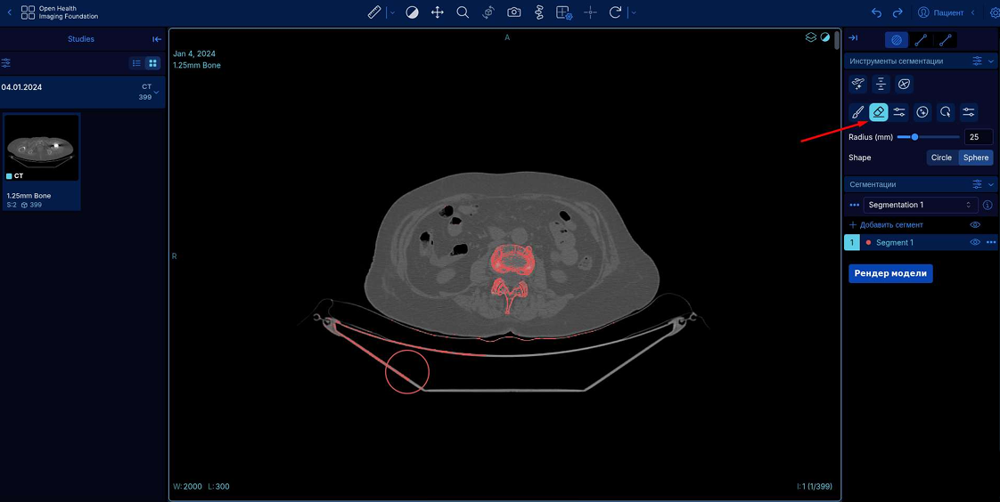 Open Health
Imaging Foundation
Пациент
Studies
04.01.2024
CT
399
CT
1.25mm Bone
S:2 399
Jan 4, 2024
1.25mm Bone
A
R
W:2000 L:300
I:1 (1/399)
Инструменты сегментации
Radius (mm) 25
Shape Circle Sphere
Сегментации
Segmentation 1
Добавить сегмент
1 Segment 1
Рендер модели